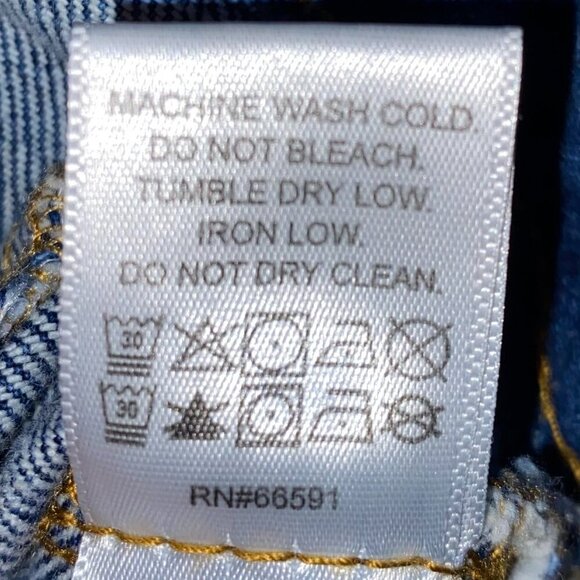 MACHINE WASH COLD.
DO NOT BLEACH.
TUMBLE DRY LOW.
IRON LOW.
DO NOT DRY CLEAN.
30
30
RN#66591